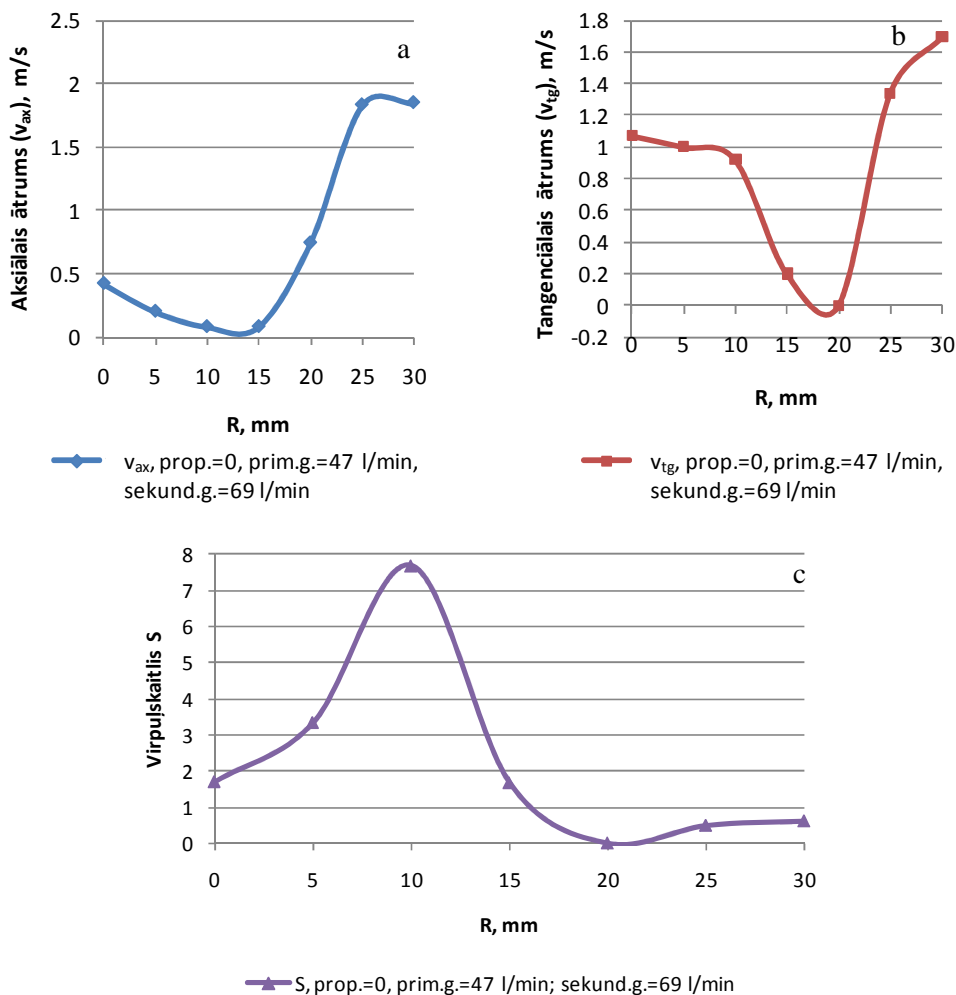 a
Aksiālais ātrums (vₐₓ), m/s
2.5
2
1.5
1
0.5
0
0 5 10 15 20 25 30
R, mm
vₐₓ, prop.=0, prim.g.=47 l/min,
sekund.g.=69 l/min
b
Tangenciālais ātrums (vtg), m/s
1.8
1.6
1.4
1.2
1
0.8
0.6
0.4
0.2
0
-0.2
0 5 10 15 20 25 30
R, mm
vtg, prop.=0, prim.g.=47 l/min,
sekund.g.=69 l/min
c
Virpuļskaitlis S
8
7
6
5
4
3
2
1
0
0 5 10 15 20 25 30
R, mm
S, prop.=0, prim.g.=47 l/min; sekund.g.=69 l/min